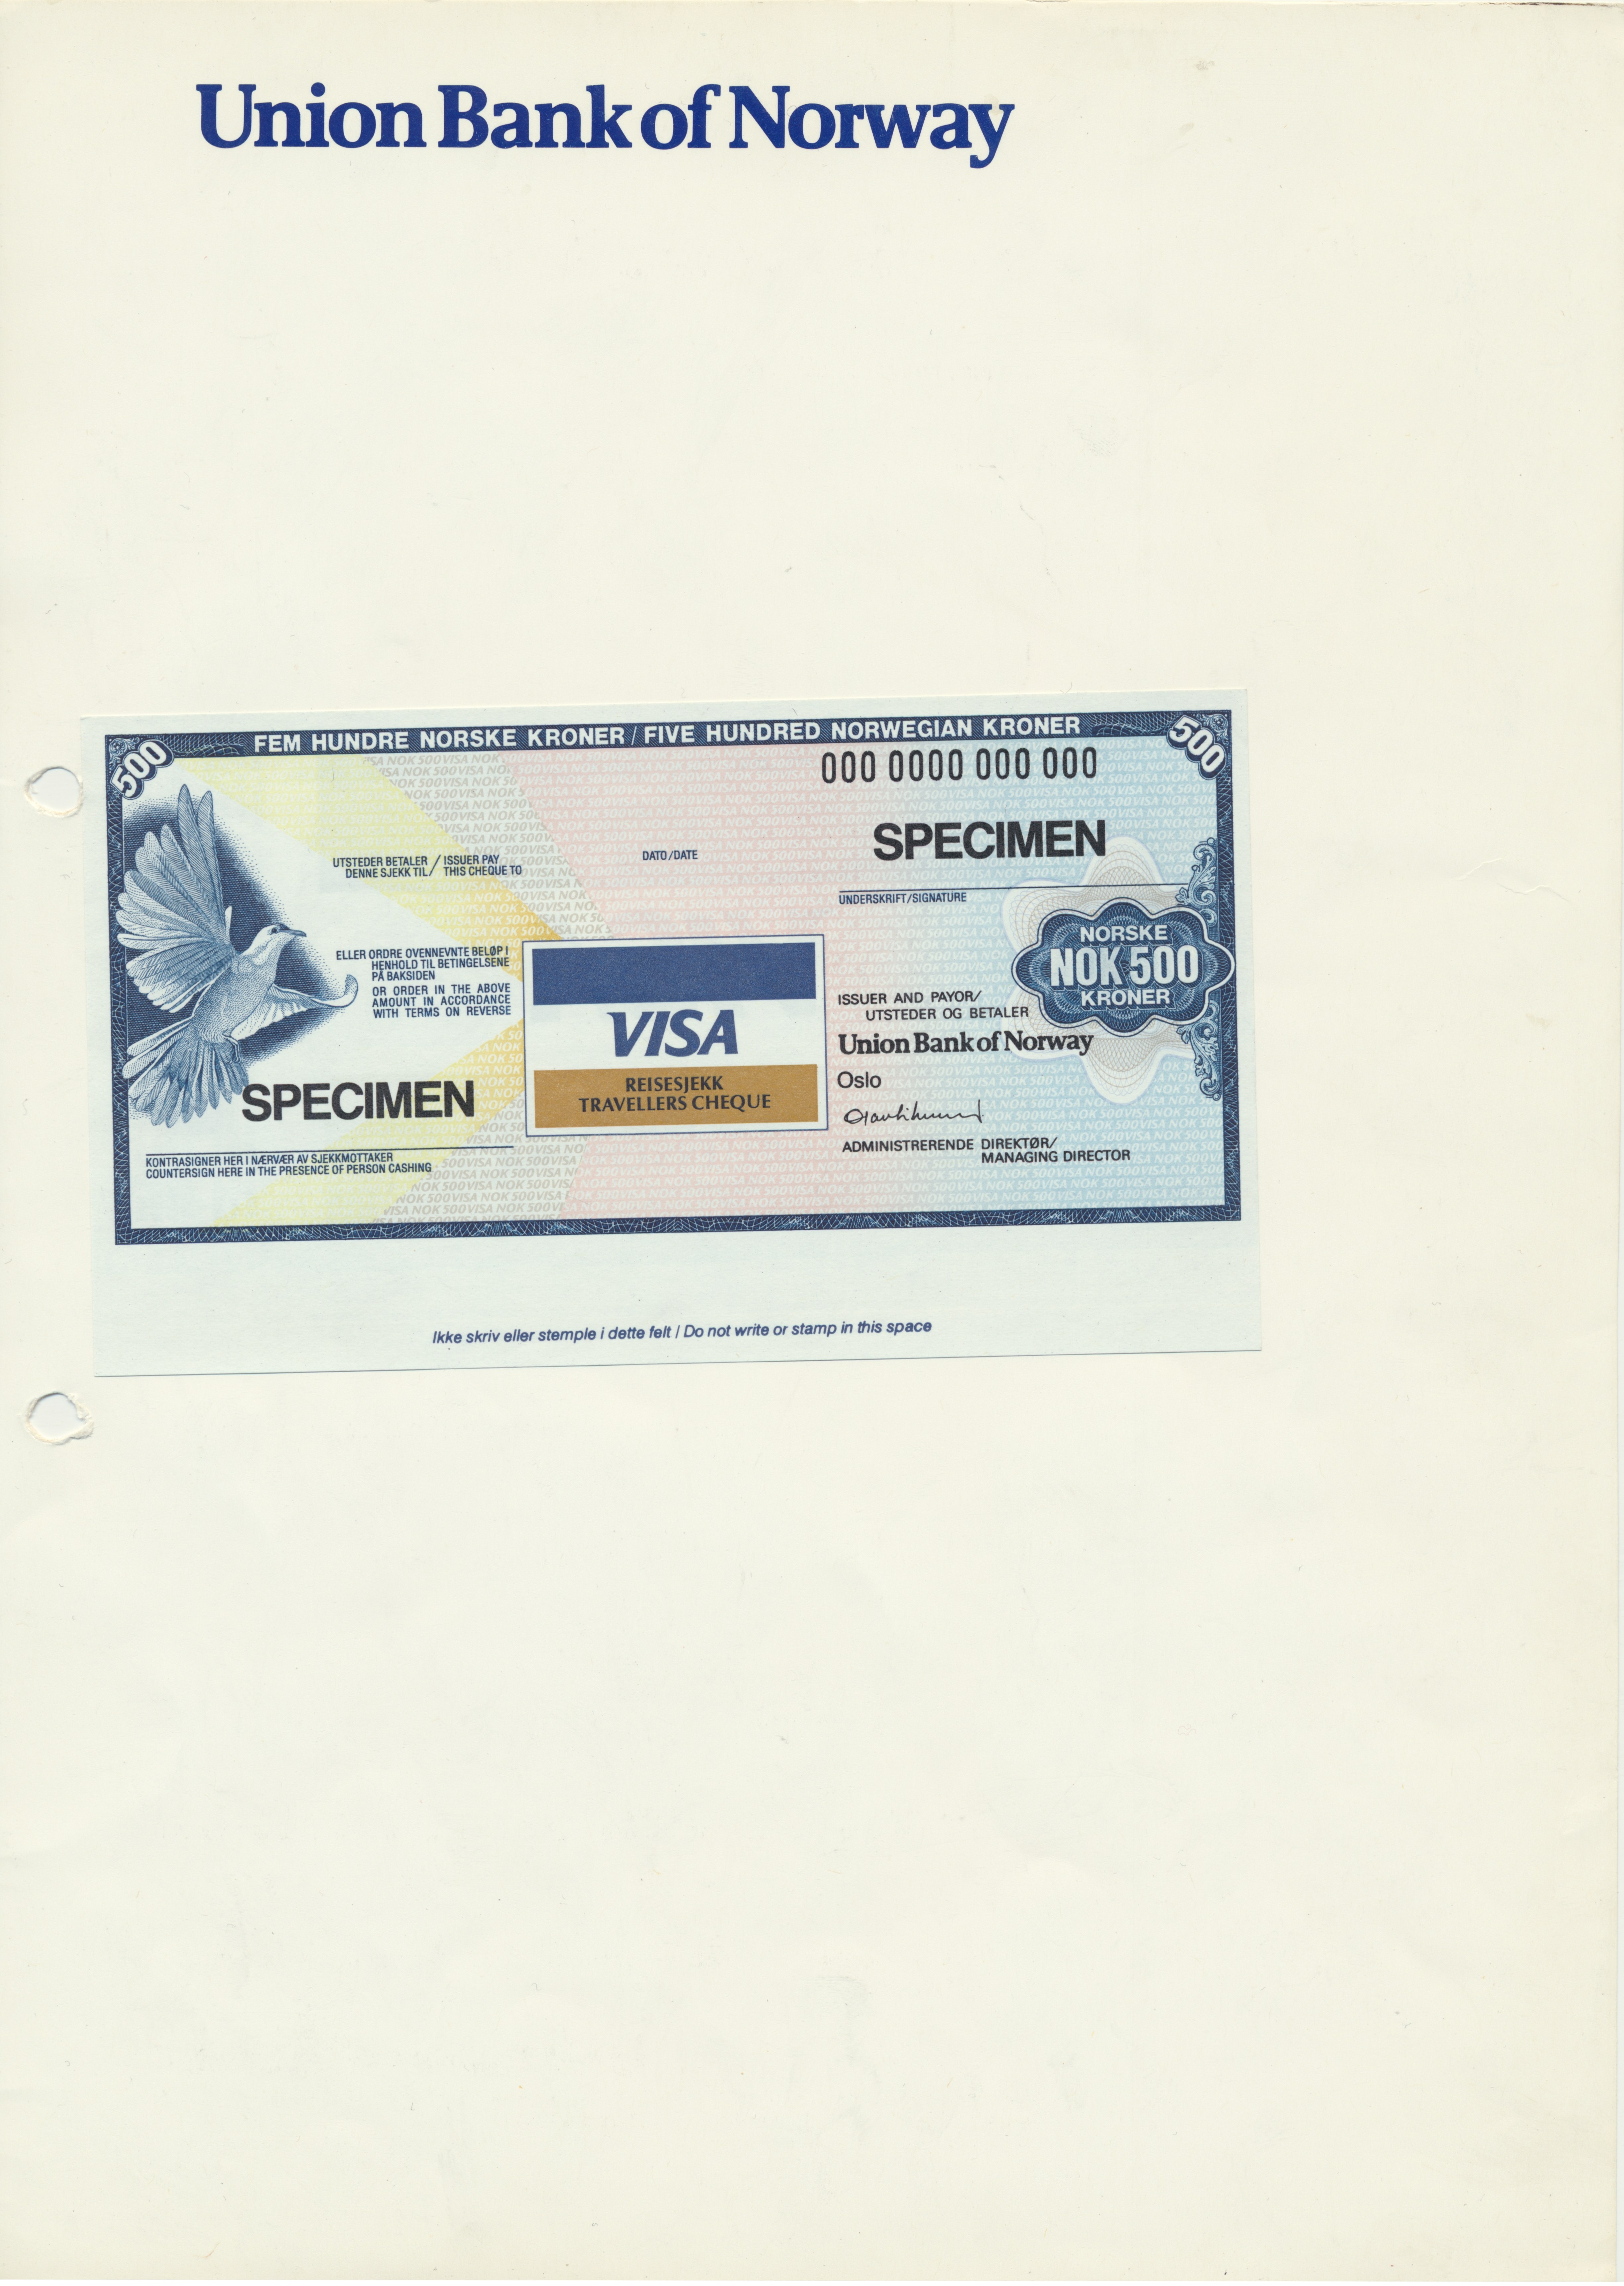 Union Bank of Norway
500
FEM HUNDRE NORSKE KRONER / FIVE HUNDRED NORWEGIAN KRONER
500
000 0000 000 000
SPECIMEN
UTSTEDER BETALER / ISSUER PAY
DENNE SJEKK TIL / THIS CHEQUE TO
DATO/DATE
UNDERSKRIFT/SIGNATURE
ELLER ORDRE OVENNEVNTE BELØP I
HENHOLD TIL BETINGELSENE
PÅ BAKSIDEN
OR ORDER IN THE ABOVE
AMOUNT IN ACCORDANCE
WITH TERMS ON REVERSE
NORSKE
NOK 500
KRONER
VISA
REISESJEKK
TRAVELLERS CHEQUE
ISSUER AND PAYOR/
UTSTEDER OG BETALER
Union Bank of Norway
Oslo
ADMINISTRERENDE DIREKTØR/
MANAGING DIRECTOR
SPECIMEN
KONTRASIGNER HER I NÆRVÆR AV SJEKKMOTTAKER
COUNTERSIGN HERE IN THE PRESENCE OF PERSON CASHING
Ikke skriv eller stemple i dette felt / Do not write or stamp in this space